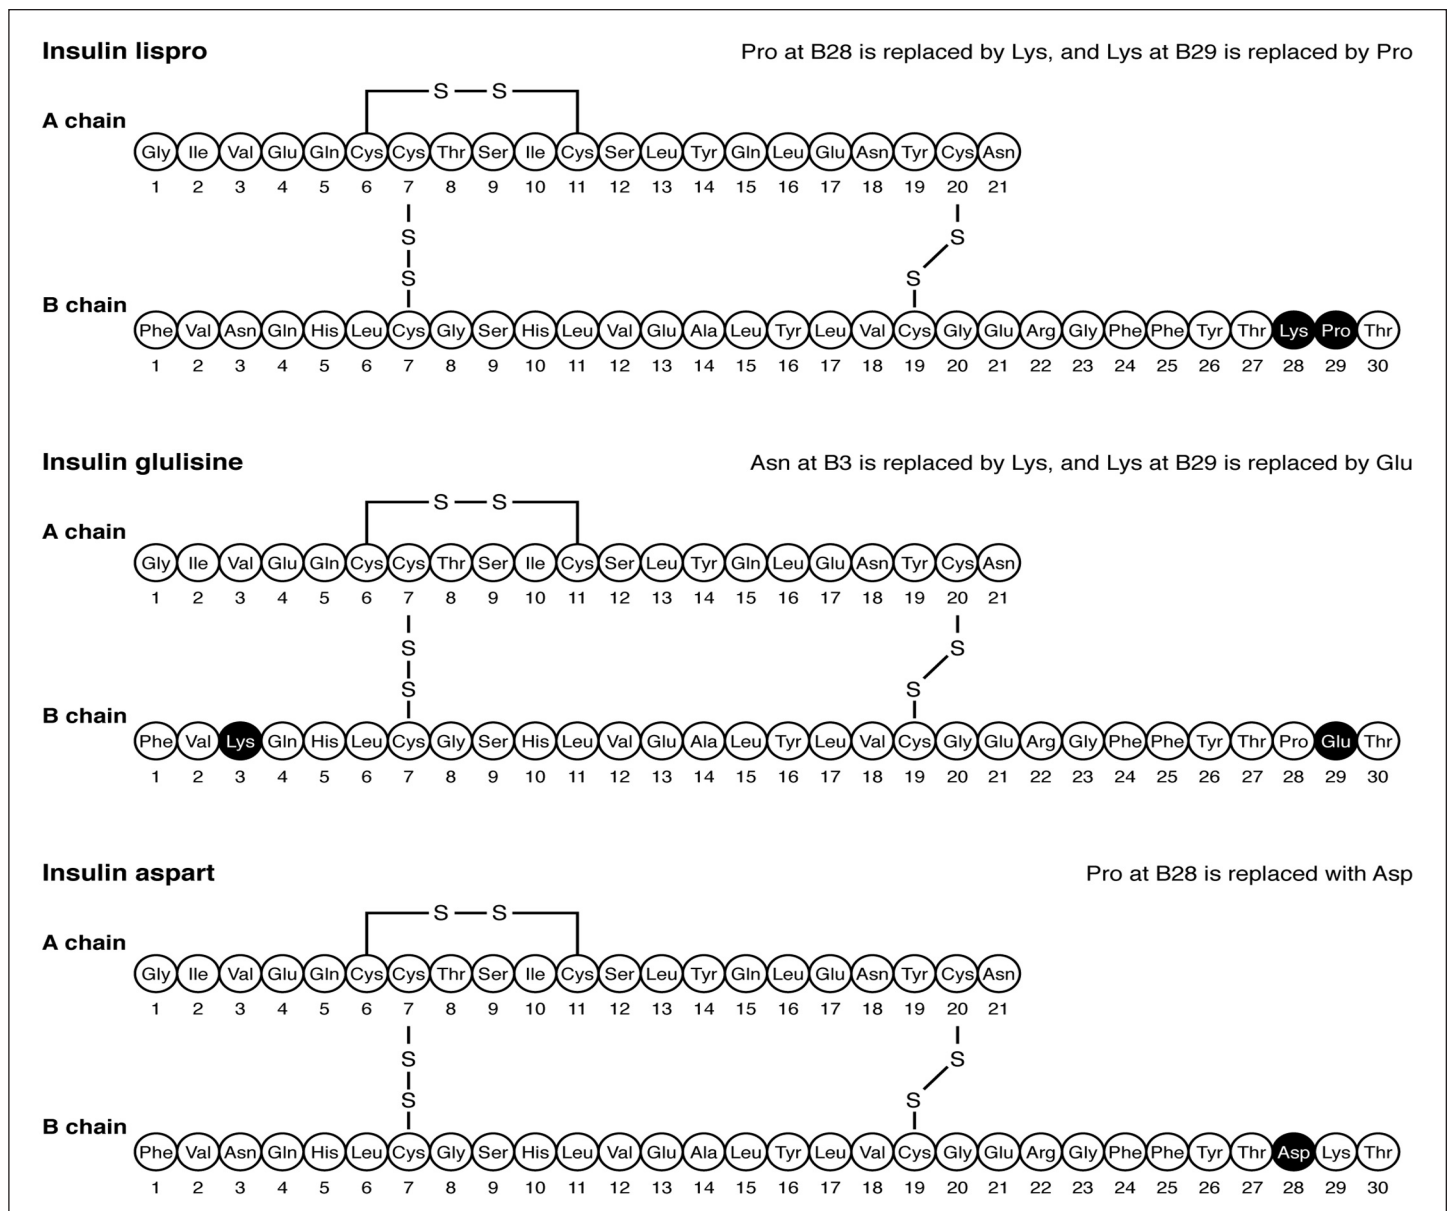 Insulin lispro Pro at B28 is replaced by Lys, and Lys at B29 is replaced by Pro
S S
A chain
Gly Ile Val Glu Gln Cys Cys Thr Ser Ile Cys Ser Leu Tyr Gln Leu Glu Asn Tyr Cys Asn
1 2 3 4 5 6 7 8 9 10 11 12 13 14 15 16 17 18 19 20 21
S S
S S
B chain
Phe Val Asn Gln His Leu Cys Gly Ser His Leu Val Glu Ala Leu Tyr Leu Val Cys Gly Glu Arg Gly Phe Phe Tyr Thr Lys Pro Thr
1 2 3 4 5 6 7 8 9 10 11 12 13 14 15 16 17 18 19 20 21 22 23 24 25 26 27 28 29 30
Insulin glulisine Asn at B3 is replaced by Lys, and Lys at B29 is replaced by Glu
S S
A chain
Gly Ile Val Glu Gln Cys Cys Thr Ser Ile Cys Ser Leu Tyr Gln Leu Glu Asn Tyr Cys Asn
1 2 3 4 5 6 7 8 9 10 11 12 13 14 15 16 17 18 19 20 21
S S
S S
B chain
Phe Val Lys Gln His Leu Cys Gly Ser His Leu Val Glu Ala Leu Tyr Leu Val Cys Gly Glu Arg Gly Phe Phe Tyr Thr Pro Glu Thr
1 2 3 4 5 6 7 8 9 10 11 12 13 14 15 16 17 18 19 20 21 22 23 24 25 26 27 28 29 30
Insulin aspart Pro at B28 is replaced with Asp
S S
A chain
Gly Ile Val Glu Gln Cys Cys Thr Ser Ile Cys Ser Leu Tyr Gln Leu Glu Asn Tyr Cys Asn
1 2 3 4 5 6 7 8 9 10 11 12 13 14 15 16 17 18 19 20 21
S S
S S
B chain
Phe Val Asn Gln His Leu Cys Gly Ser His Leu Val Glu Ala Leu Tyr Leu Val Cys Gly Glu Arg Gly Phe Phe Tyr Thr Asp Lys Thr
1 2 3 4 5 6 7 8 9 10 11 12 13 14 15 16 17 18 19 20 21 22 23 24 25 26 27 28 29 30